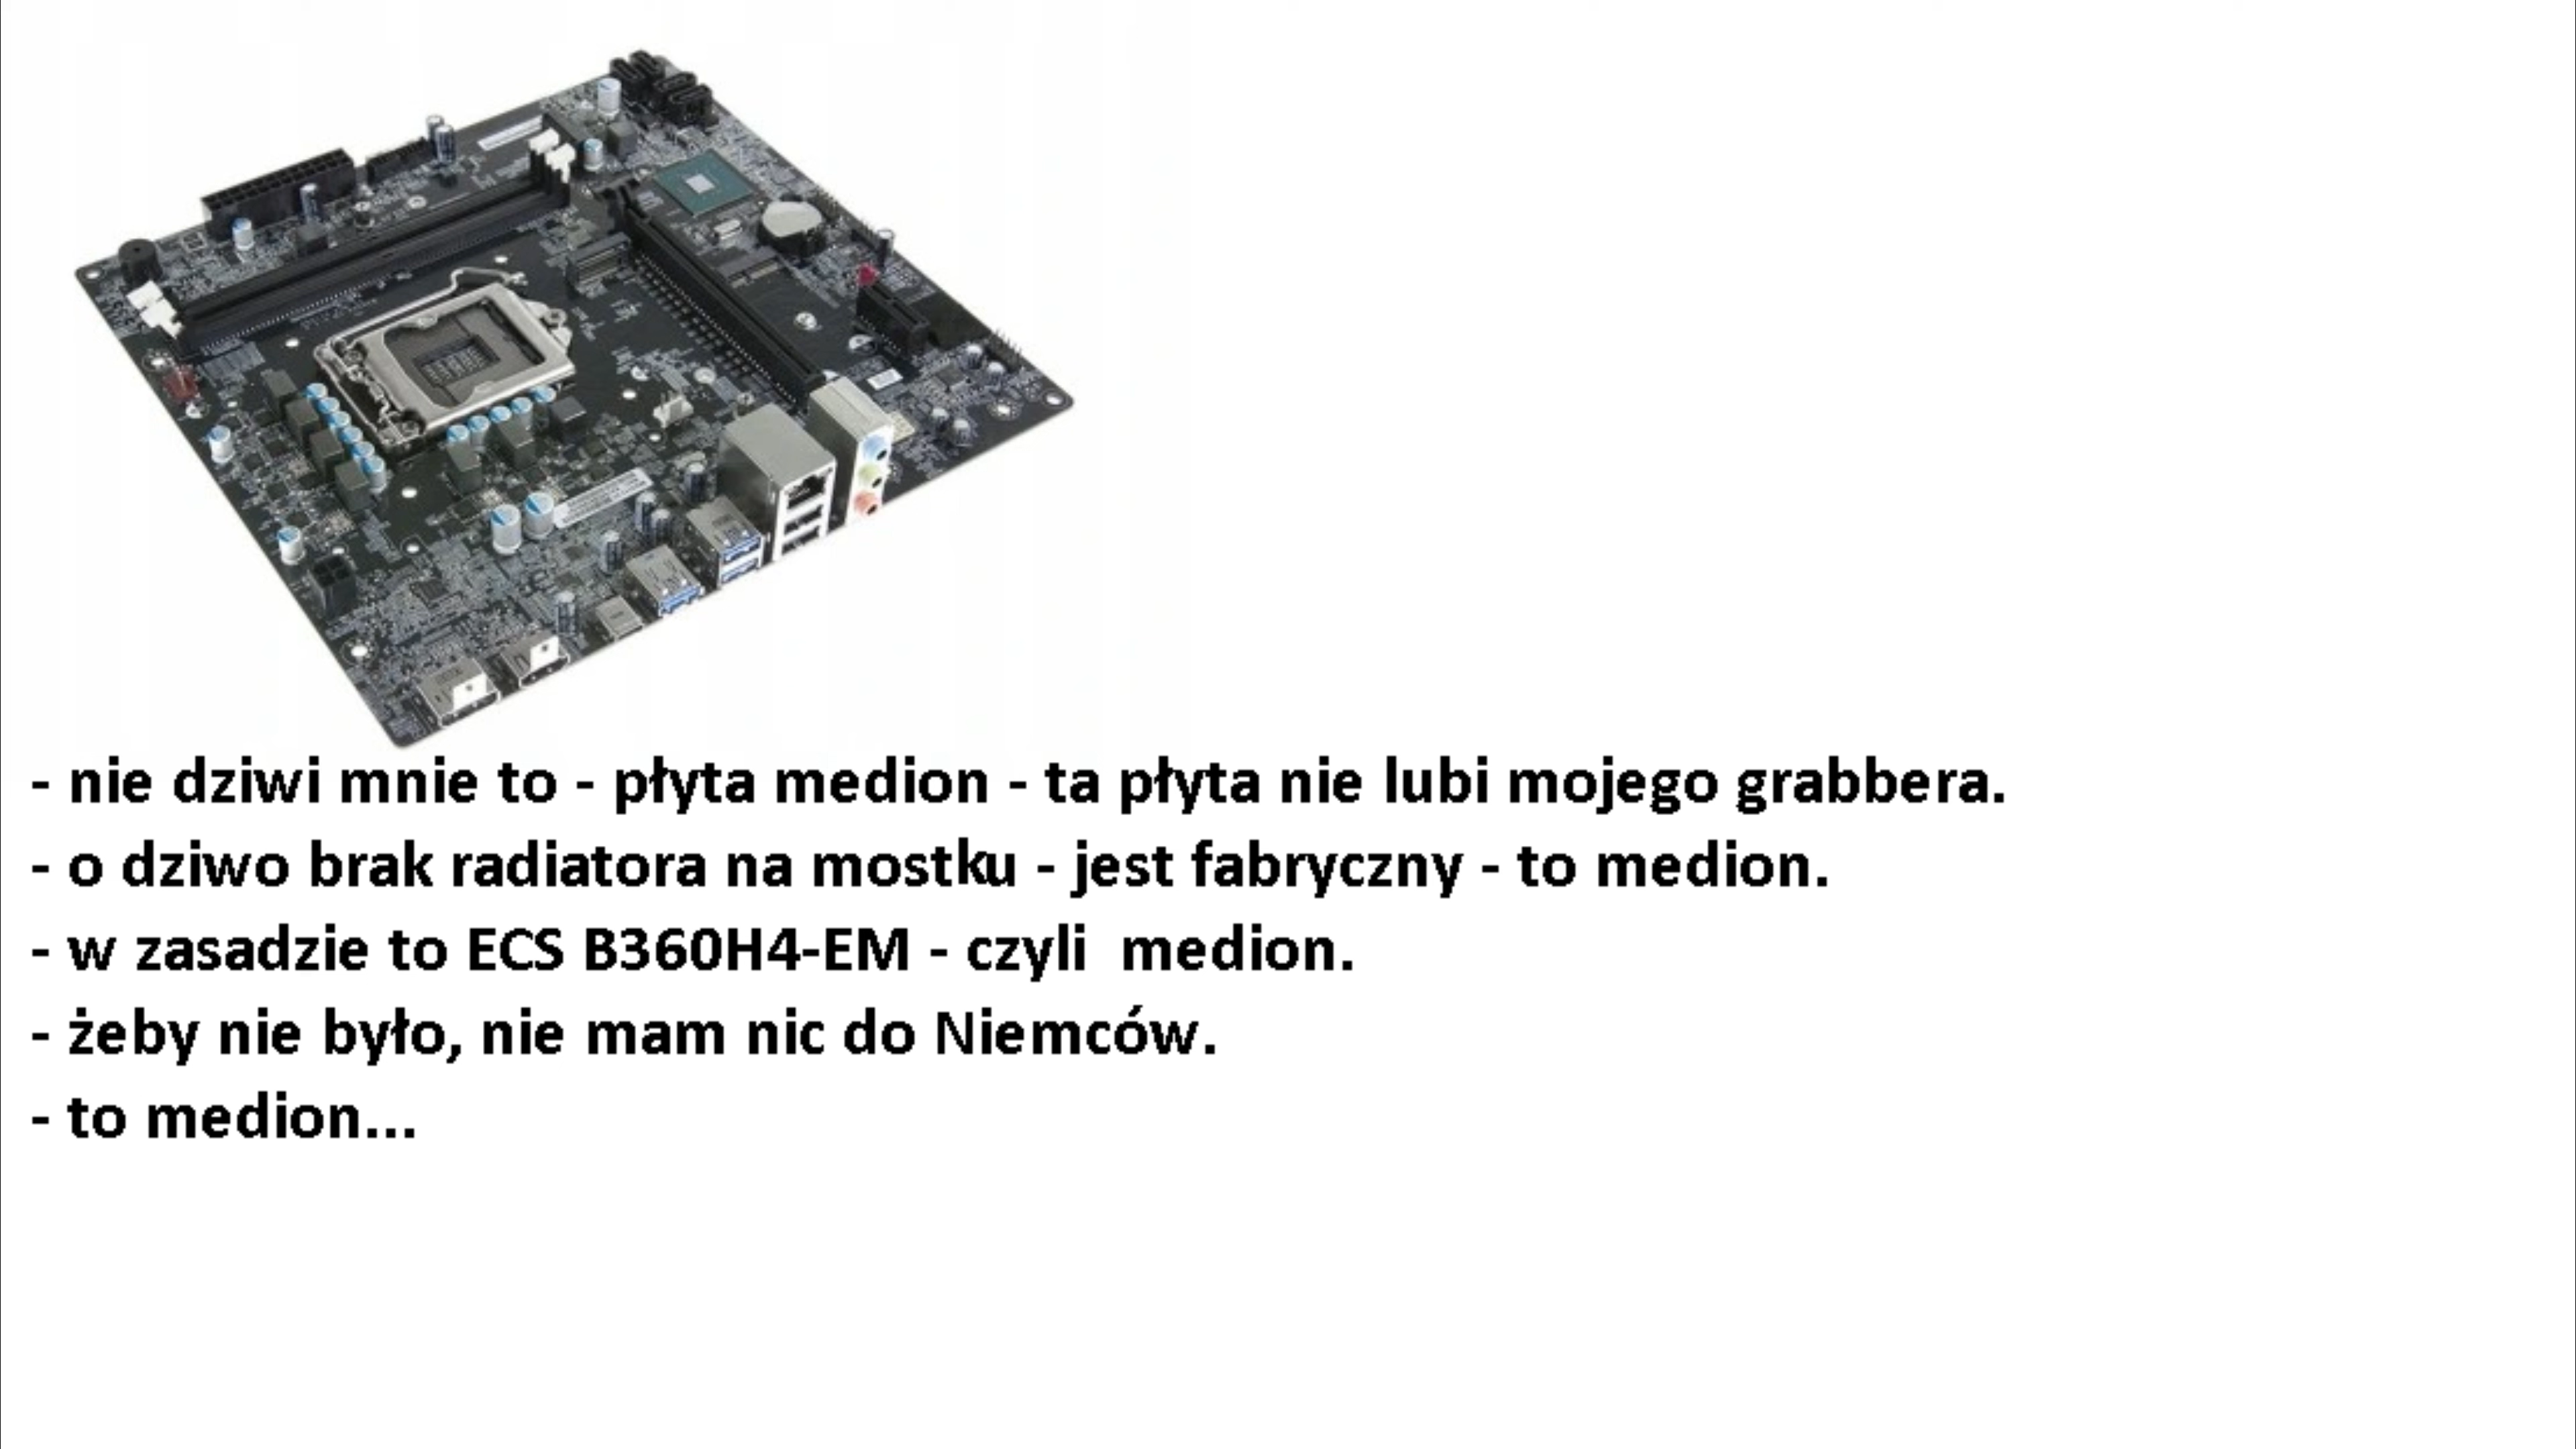 - nie dziwi mnie to - płyta medion - ta płyta nie lubi mojego grabbera.
- o dziwo brak radiatora na mostku - jest fabryczny - to medion.
- w zasadzie to ECS B360H4-EM - czyli  medion.
- żeby nie było, nie mam nic do Niemców.
- to medion...